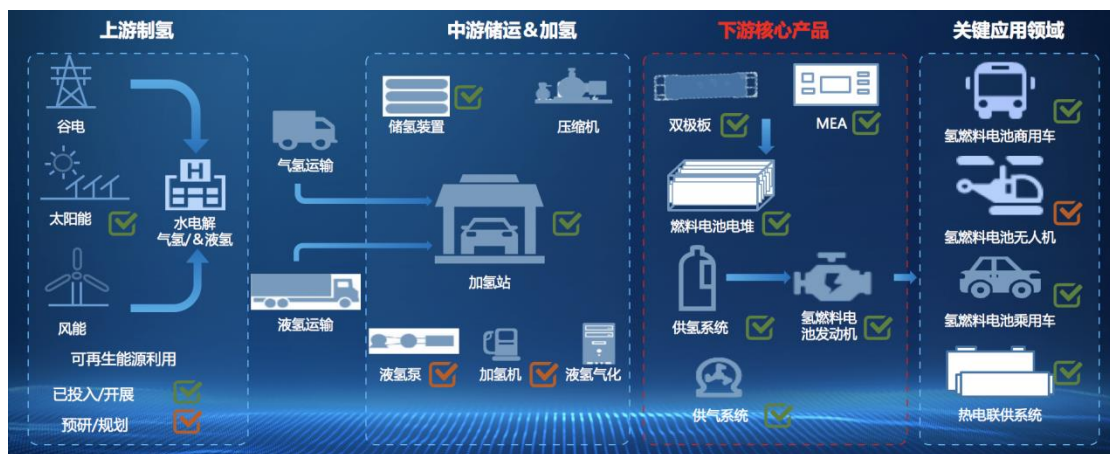 上游制氢
中游储运&加氢
下游核心产品
关键应用领域
谷电
太阳能
风能
H
水电解
气氢/&液氢
可再生能源利用
已投入/开展
预研/规划
气氢运输
液氢运输
储氢装置
压缩机
加氢站
液氢泵
加氢机
液氢气化
双极板
MEA
燃料电池电堆
供氢系统
氢燃料电
池发动机
供气系统
氢燃料电池商用车
氢燃料电池无人机
氢燃料电池乘用车
热电联供系统